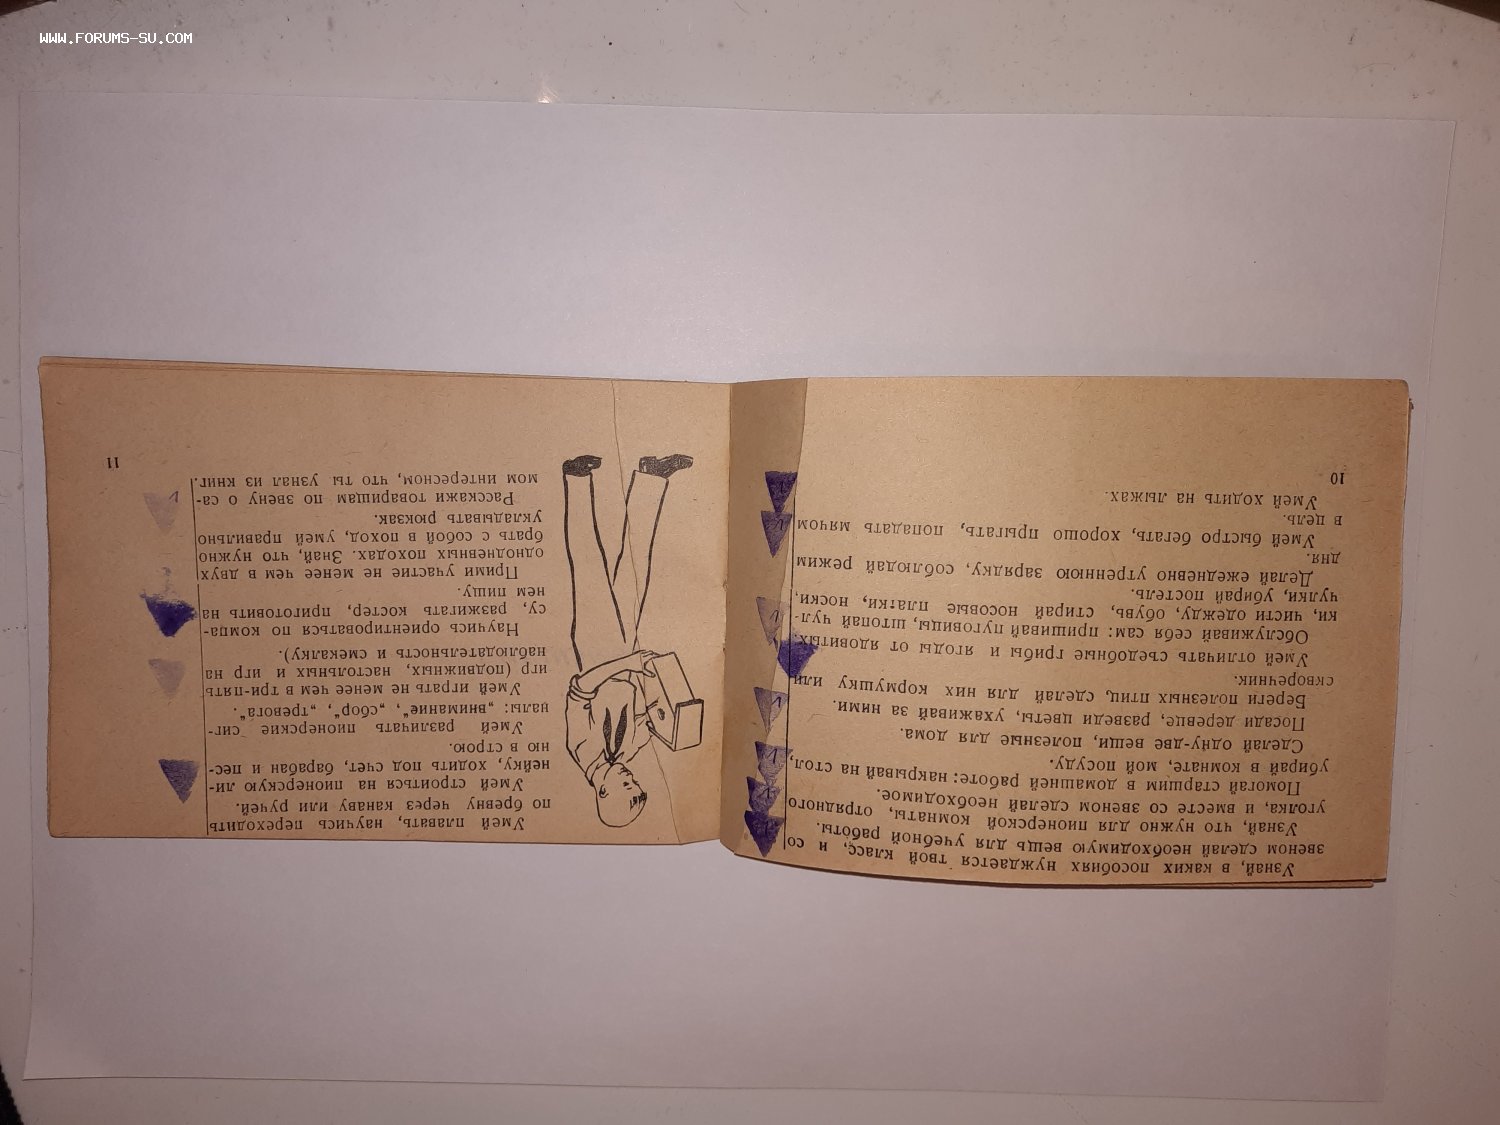 WWW.FORUMS-SU.COM
Узнай, в каких пособиях нуждается твой класс, и со
звеном сделай необходимую вещь для учебной работы.
Узнай, что нужно для пионерской комнаты, отрядного
уголка, и вместе со звеном сделай необходимое.
Помогай старшим в домашней работе: накрывай на стол,
убирай в комнате, мой посуду.
Сделай одну-две вещи, полезные для дома.
Посади деревце, разведи цветы, ухаживай за ними.
Береги полезных птиц, сделай для них кормушку или
скворечник.
Умей отличать съедобные грибы и ягоды от ядовитых.
Обслуживай себя сам: пришивай пуговицы, штопай чул-
ки, чисти одежду, обувь, стирай носовые платки, носки,
чулки, убирай постель.
Делай ежедневно утреннюю зарядку, соблюдай режим
дня.
Умей быстро бегать, хорошо прыгать, попадать мячом
в цель.
Умей ходить на лыжах.
10
Умей плавать, научись переходить
по бревну через канаву или ручей.
Умей строиться на пионерскую ли-
нейку, ходить под счет, барабан и пес-
ню в строю.
Умей различать пионерские сиг-
налы: „внимание“, „сбор“, „тревога“.
Умей играть не менее чем в три-пять
игр (подвижных, настольных и игр на
наблюдательность и смекалку).
Научись ориентироваться по компа-
су, разжигать костер, приготовить на
нем пищу.
Прими участие не менее чем в двух
однодневных походах. Знай, что нужно
брать с собой в поход, умей правильно
укладывать рюкзак.
Расскажи товарищам по звену о са-
мом интересном, что ты узнал из книг.
11